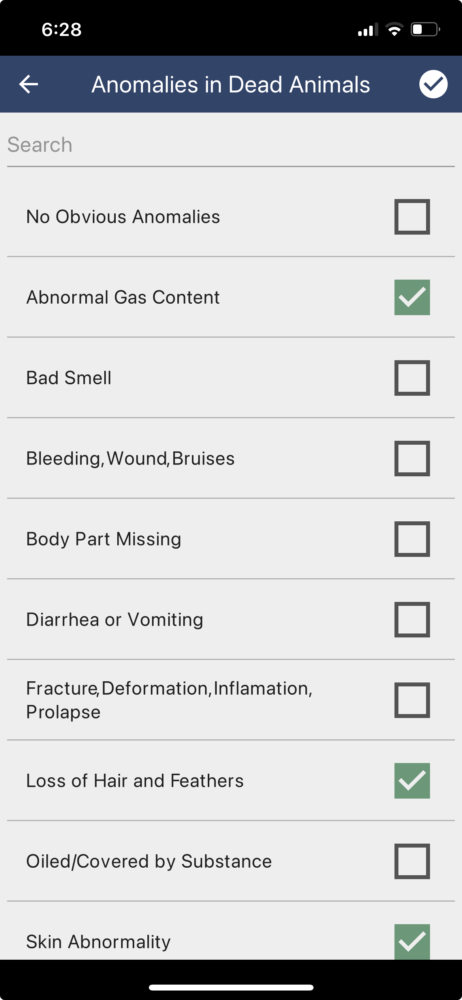 6:28
Anomalies in Dead Animals
Search
No Obvious Anomalies
Abnormal Gas Content
Bad Smell
Bleeding,Wound,Bruises
Body Part Missing
Diarrhea or Vomiting
Fracture,Deformation,Inflamation,
Prolapse
Loss of Hair and Feathers
Oiled/Covered by Substance
Skin Abnormality